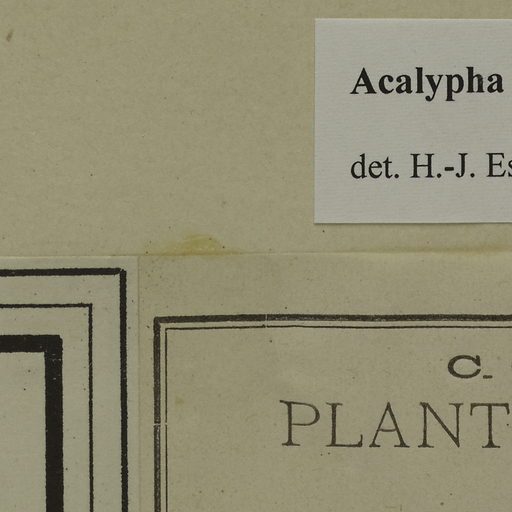 Acalypha
det. H.-J. Es
C.
PLANT